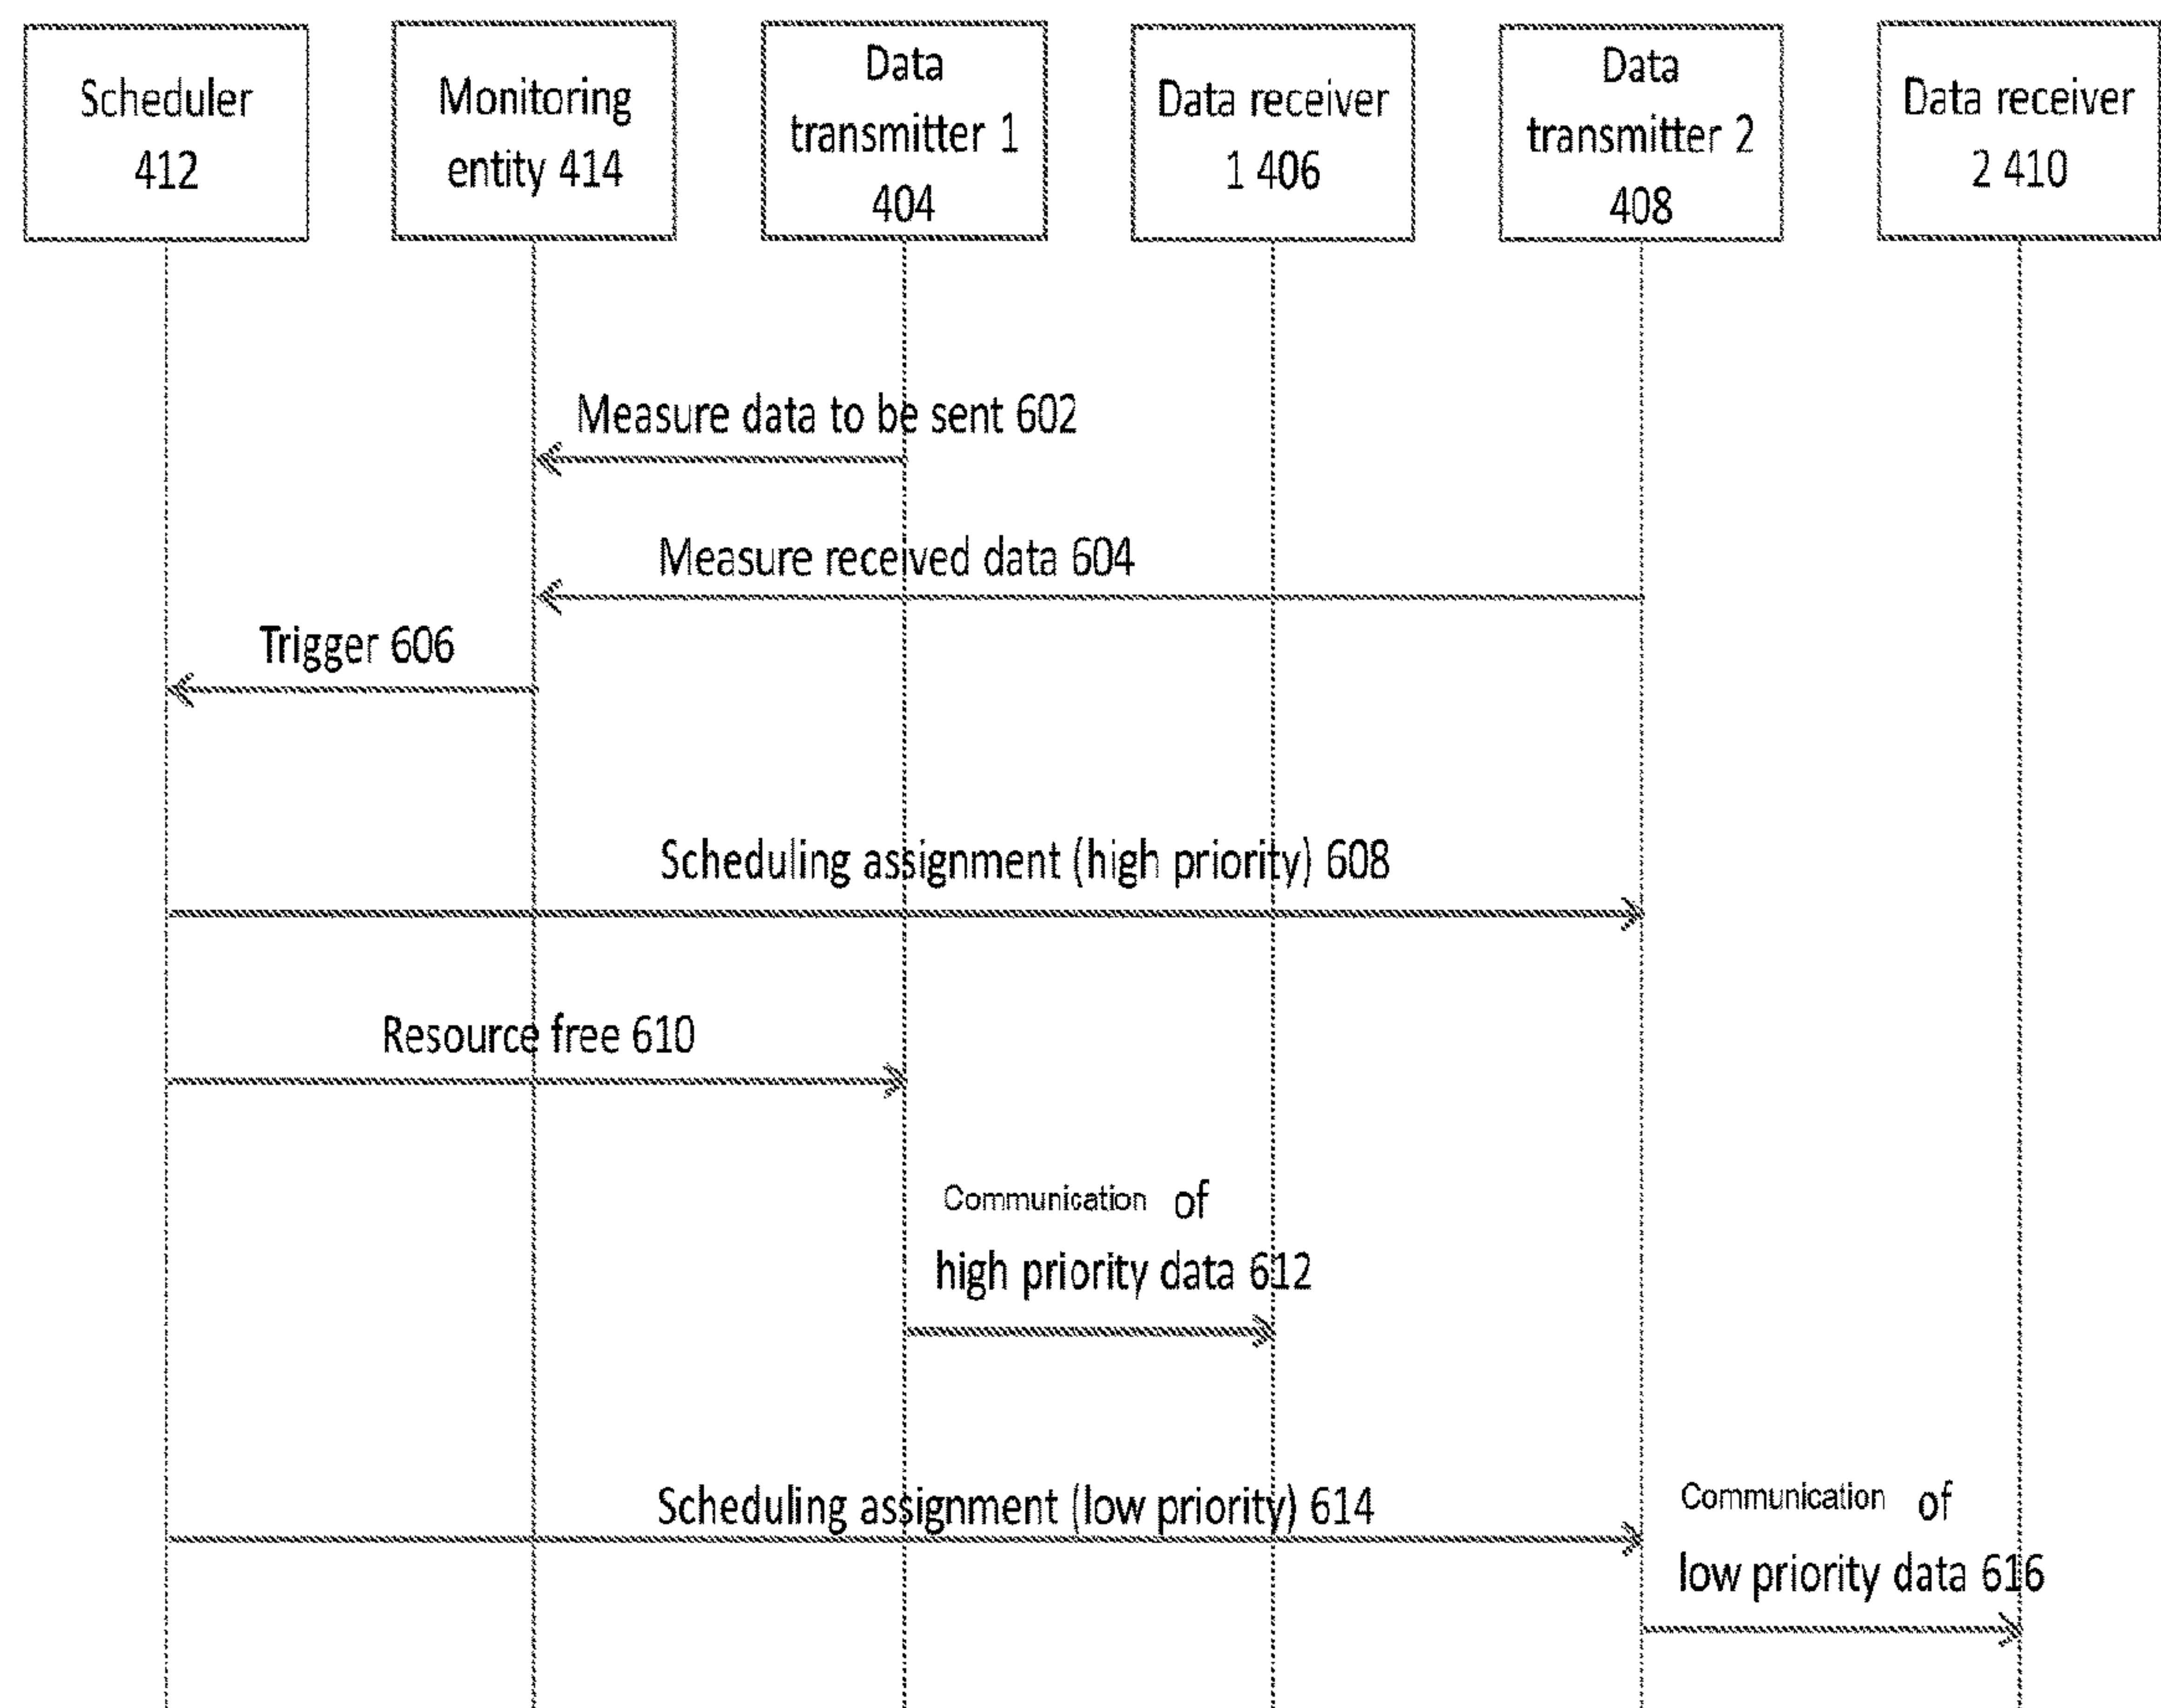 Scheduler
412
Monitoring
entity 414
Data
transmitter 1
404
Data receiver
1 406
Data
transmitter 2
408
Data receiver
2 410
Measure data to be sent 602
Measure received data 604
Trigger 606
Scheduling assignment (high priority) 608
Resource free 610
Communication of
high priority data 612
Scheduling assignment (low priority) 614
Communication of
low priority data 616